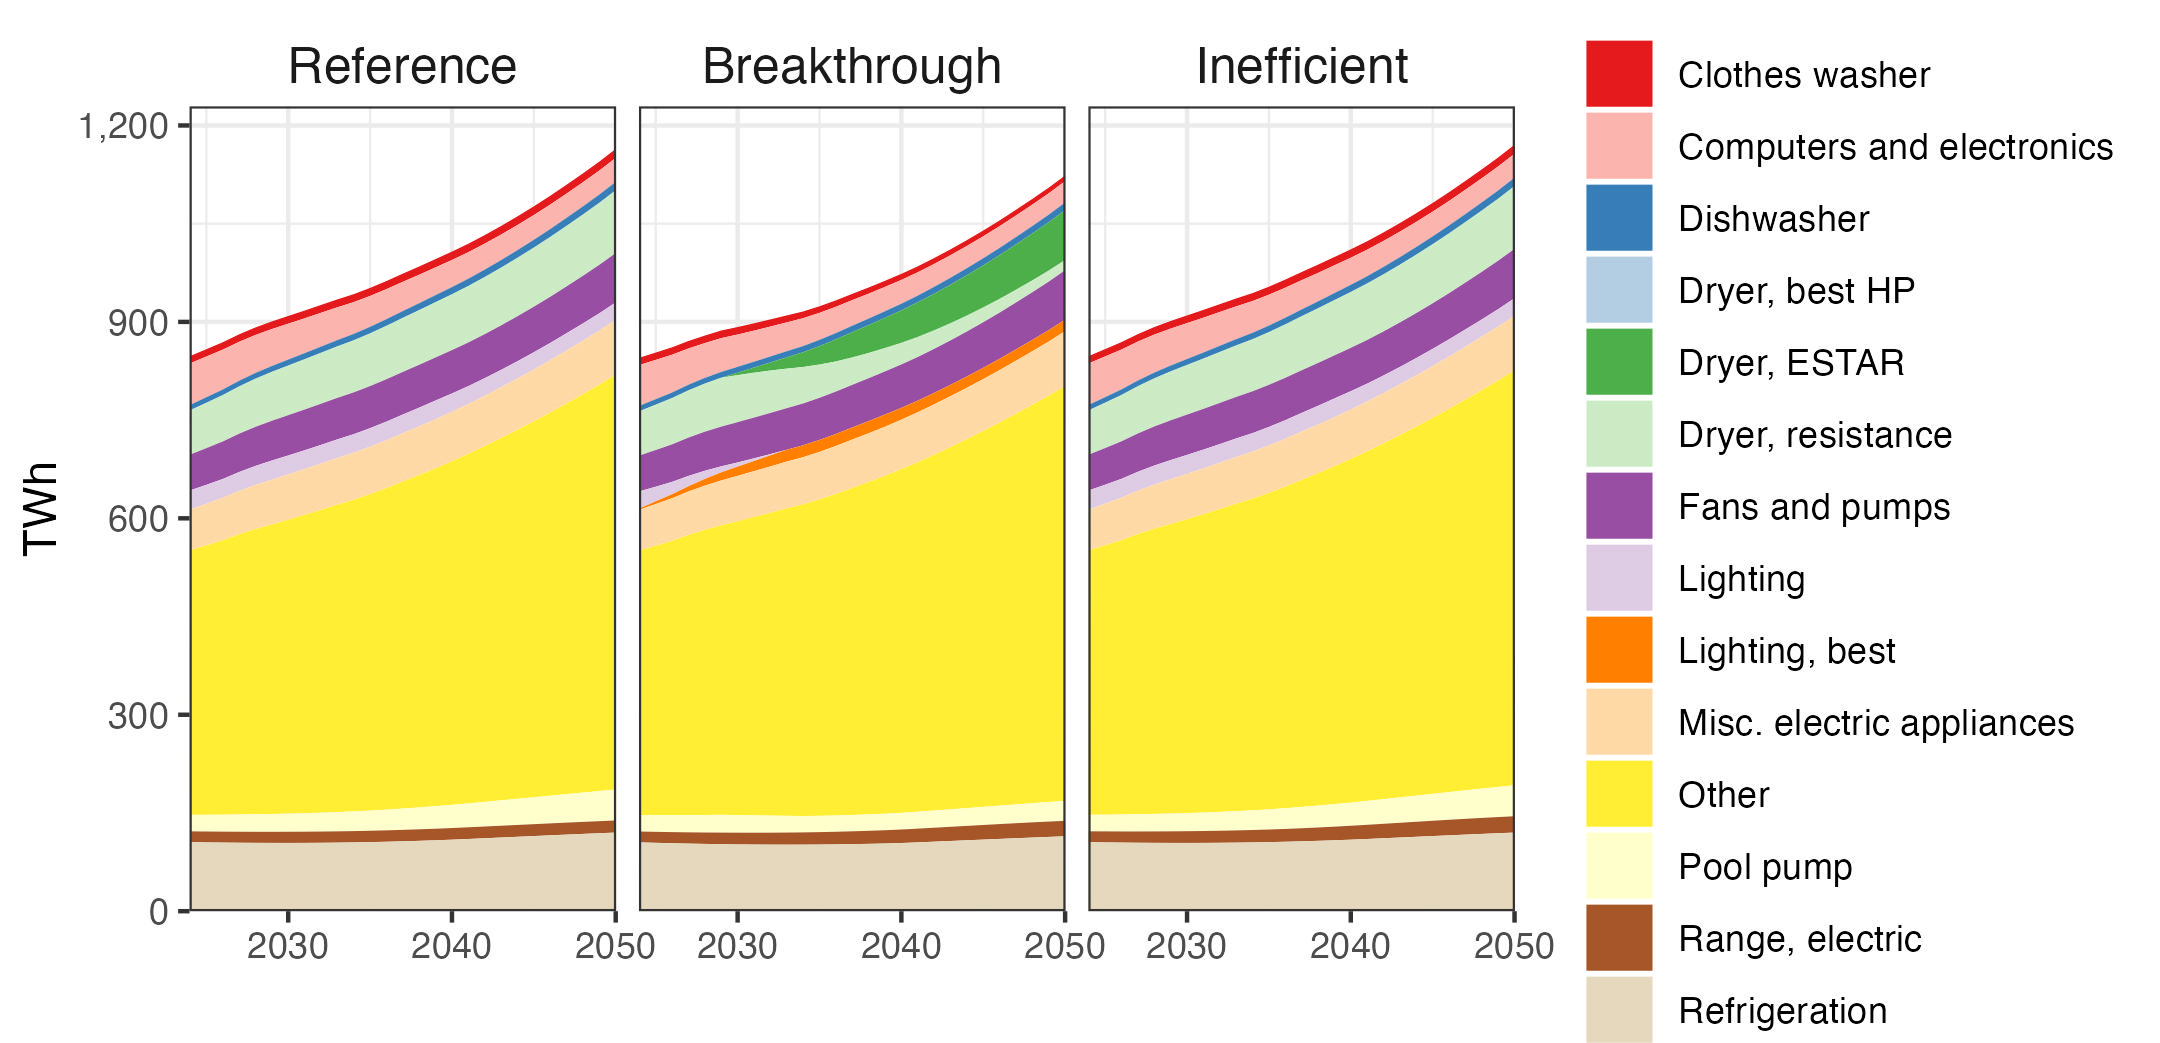 Reference
Breakthrough
Inefficient
TWh
1,200
900
600
300
0
2030
2040
2050
2030
2040
2050
2030
2040
2050
Clothes washer
Computers and electronics
Dishwasher
Dryer, best HP
Dryer, ESTAR
Dryer, resistance
Fans and pumps
Lighting
Lighting, best
Misc. electric appliances
Other
Pool pump
Range, electric
Refrigeration